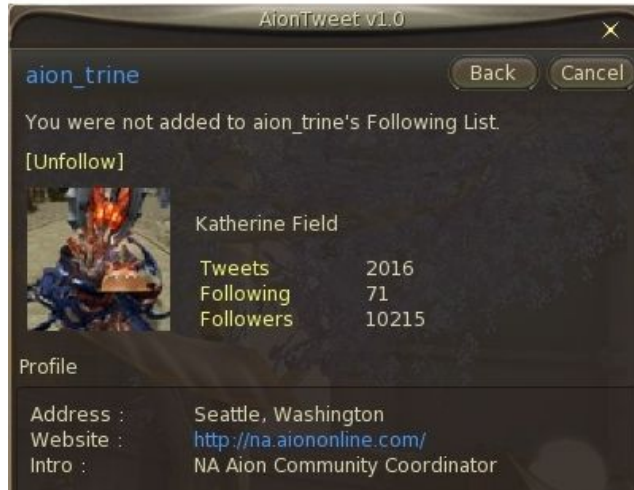 AionTweet v1.0
aion_trine
Back
Cancel
You were not added to aion_trine's Following List.
[Unfollow]
Katherine Field
Tweets 2016
Following 71
Followers 10215
Profile
Address : Seattle, Washington
Website : http://na.aiononline.com/
Intro : NA Aion Community Coordinator